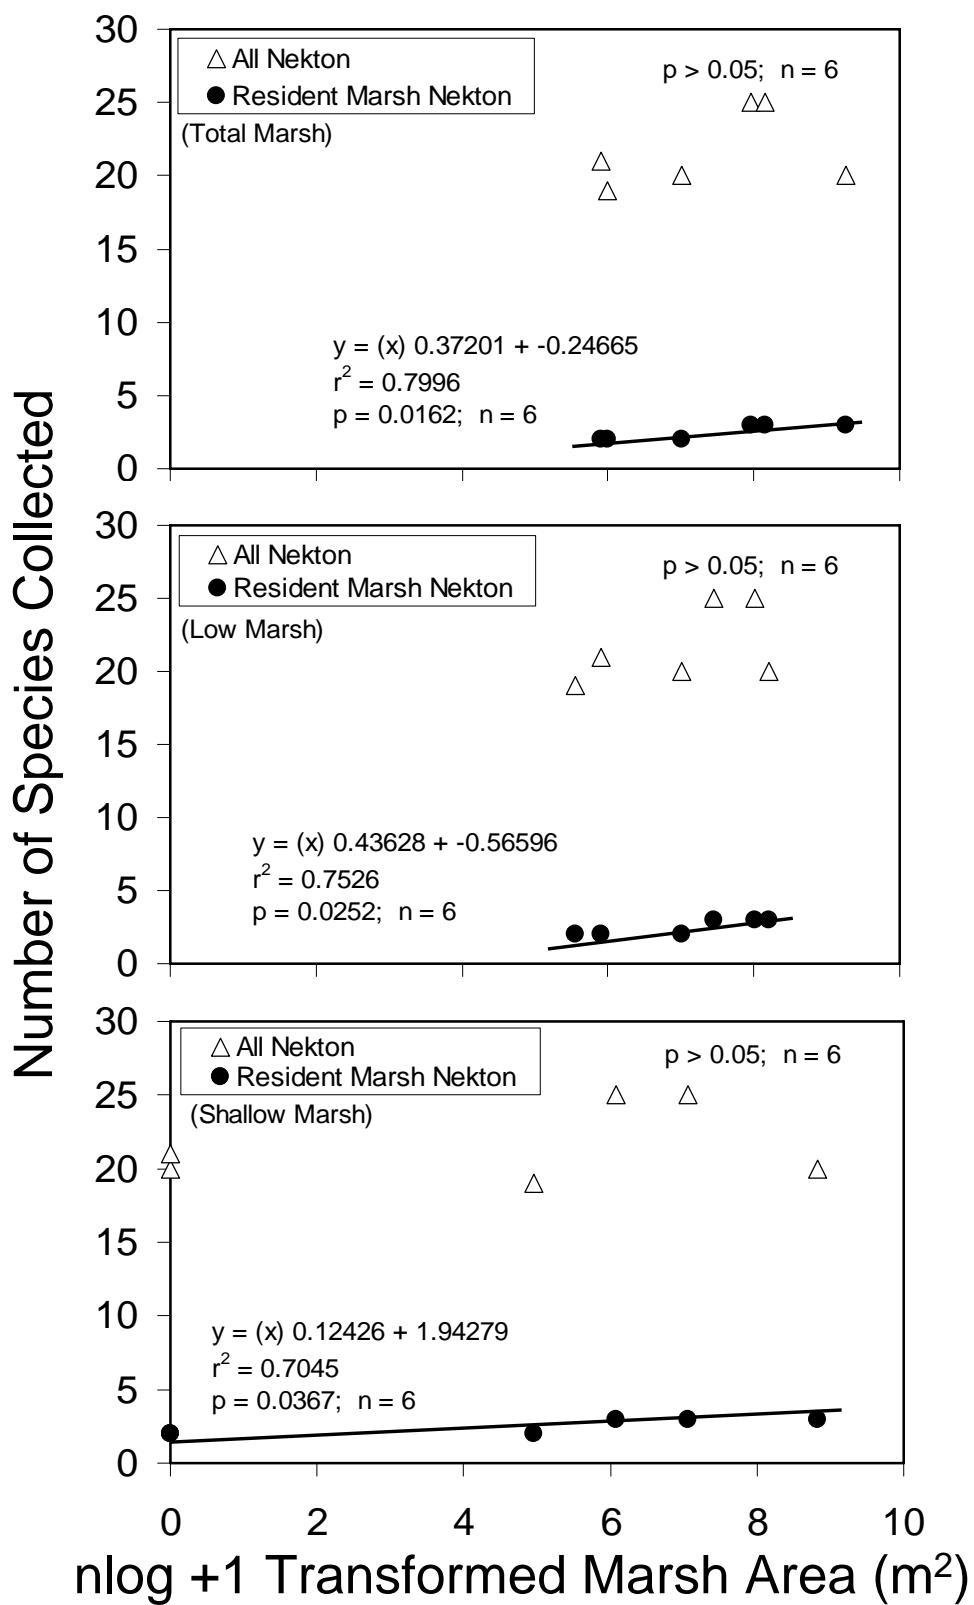 Number of Species Collected
30
25
20
15
10
5
0
All Nekton
Resident Marsh Nekton
(Total Marsh)
p > 0.05; n = 6
y = (x) 0.37201 + -0.24665
r² = 0.7996
p = 0.0162; n = 6
30
25
20
15
10
5
0
All Nekton
Resident Marsh Nekton
(Low Marsh)
p > 0.05; n = 6
y = (x) 0.43628 + -0.56596
r² = 0.7526
p = 0.0252; n = 6
30
25
20
15
10
5
0
All Nekton
Resident Marsh Nekton
(Shallow Marsh)
p > 0.05; n = 6
y = (x) 0.12426 + 1.94279
r² = 0.7045
p = 0.0367; n = 6
0 2 4 6 8 10
nlog +1 Transformed Marsh Area (m²)